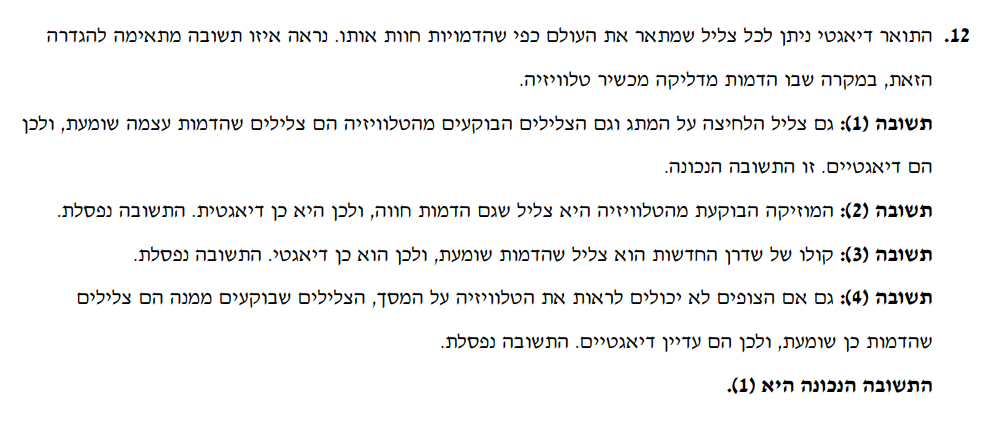 12. התואר דיאגטי ניתן לכל צליל שמתאר את העולם כפי שהדמויות חוות אותו. נראה איזו תשובה מתאימה להגדרה
הזאת, במקרה שבו הדמות מדליקה מכשיר טלוויזיה.
תשובה (1): גם צליל הלחיצה על המתג וגם הצלילים הבוקעים מהטלוויזיה הם צלילים שהדמות עצמה שומעת, ולכן
הם דיאגטיים. זו התשובה הנכונה.
תשובה (2): המוזיקה הבוקעת מהטלוויזיה היא צליל שגם הדמות חווה, ולכן היא כן דיאגטית. התשובה נפסלת.
תשובה (3): קולו של שדרן החדשות הוא צליל שהדמות שומעת, ולכן הוא כן דיאגטי. התשובה נפסלת.
תשובה (4): גם אם הצופים לא יכולים לראות את הטלוויזיה על המסך, הצלילים שבוקעים ממנה הם צלילים
שהדמות כן שומעת, ולכן הם עדיין דיאגטיים. התשובה נפסלת.
התשובה הנכונה היא (1).